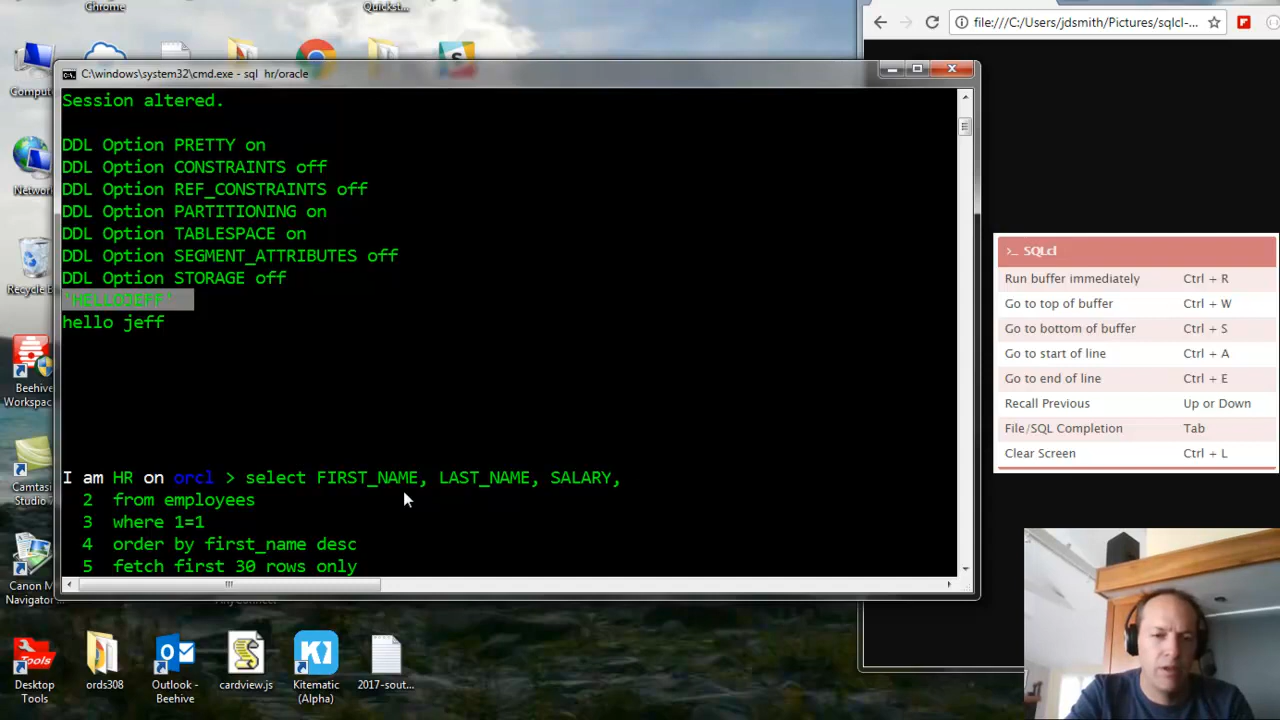 Chrome
Quickst...
file:///C:/Users/jdsmith/Pictures/sqlcl-...
C:\windows\system32\cmd.exe - sql hr/oracle
Session altered.
DDL Option PRETTY on
DDL Option CONSTRAINTS off
DDL Option REF_CONSTRAINTS off
DDL Option PARTITIONING on
DDL Option TABLESPACE on
DDL Option SEGMENT_ATTRIBUTES off
DDL Option STORAGE off
'HELLOJEFF'
hello jeff
I am HR on orcl > select FIRST_NAME, LAST_NAME, SALARY,
2 from employees
3 where 1=1
4 order by first_name desc
5 fetch first 30 rows only
>_ SQLcl
Run buffer immediately Ctrl + R
Go to top of buffer Ctrl + W
Go to bottom of buffer Ctrl + S
Go to start of line Ctrl + A
Go to end of line Ctrl + E
Recall Previous Up or Down
File/SQL Completion Tab
Clear Screen Ctrl + L
Comput
Network
Recycle B
Beehive
Workspac
Camtas
Studio
Canon M
Navigator...
Tools
Desktop
Tools
ords308
Outlook -
Beehive
cardview.js
Kitematic
(Alpha)
2017-sout...